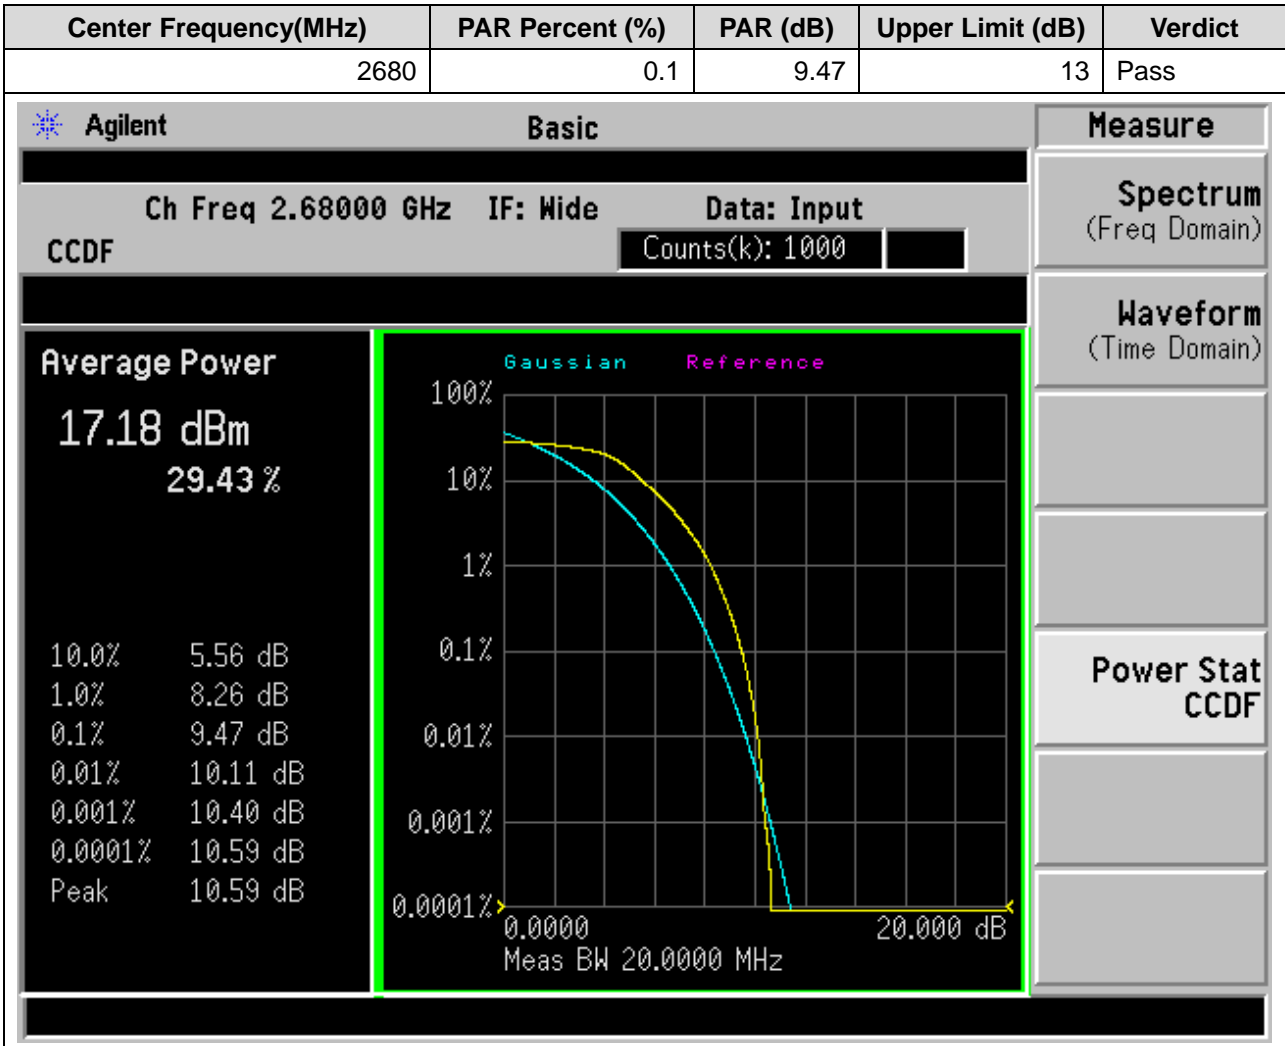 Center Frequency(MHz) PAR Percent (%) PAR (dB) Upper Limit (dB) Verdict
2680 0.1 9.47 13 Pass
Agilent Basic Measure
Ch Freq 2.68000 GHz IF: Wide Data: Input
CCDF Counts(k): 1000
Spectrum
(Freq Domain)
Waveform
(Time Domain)
Power Stat
CCDF
Average Power
17.18 dBm
29.43 %
10.0% 5.56 dB
1.0% 8.26 dB
0.1% 9.47 dB
0.01% 10.11 dB
0.001% 10.40 dB
0.0001% 10.59 dB
Peak 10.59 dB
Gaussian Reference
100%
10%
1%
0.1%
0.01%
0.001%
0.0001%
0.0000 20.000 dB
Meas BW 20.0000 MHz